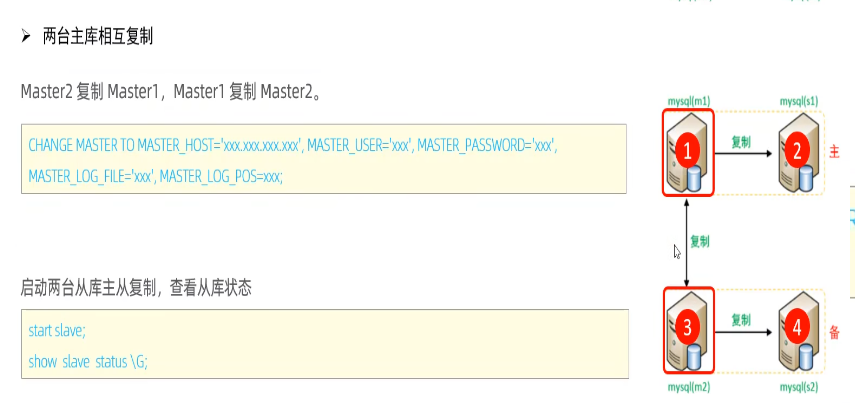 两台主库相互复制
Master2 复制 Master1，Master1 复制 Master2。
CHANGE MASTER TO MASTER_HOST='xxx.xxx.xxx.xxx', MASTER_USER='xxx', MASTER_PASSWORD='xxx',
MASTER_LOG_FILE='xxx', MASTER_LOG_POS=xxx;
启动两台从库主从复制，查看从库状态
start slave;
show slave status \G;
mysql(m1)
mysql(s1)
1
复制
2
主
复制
3
复制
4
备
mysql(m2)
mysql(s2)